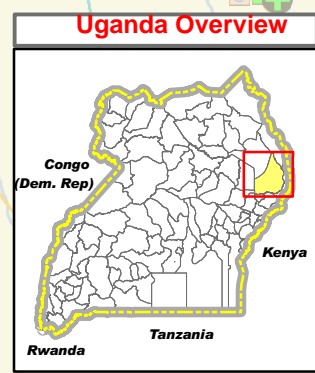 Uganda Overview
Congo
(Dem. Rep)
Kenya
Tanzania
Rwanda